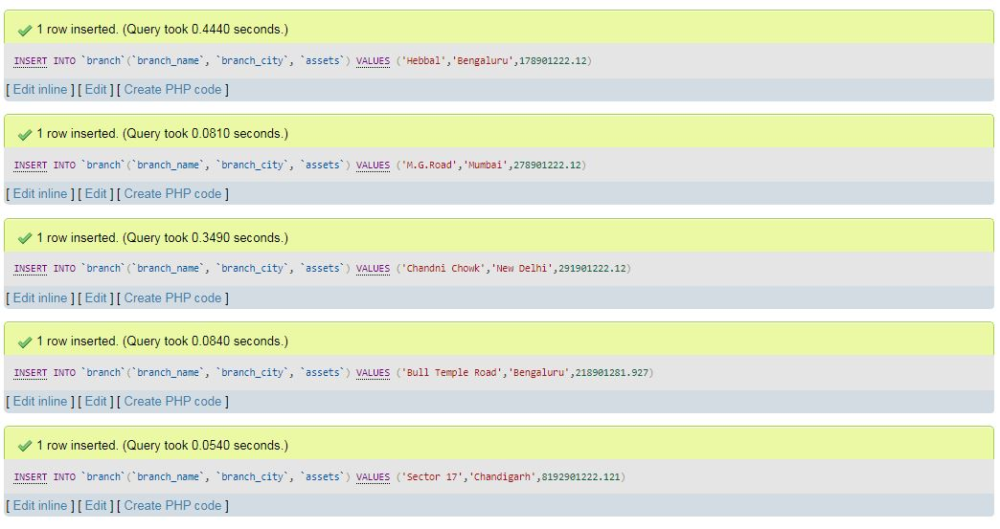 1 row inserted. (Query took 0.4440 seconds.)
INSERT INTO `branch`(`branch_name`, `branch_city`, `assets`) VALUES ('Hebbal','Bengaluru',178901222.12)
[ Edit inline ] [ Edit ] [ Create PHP code ]
1 row inserted. (Query took 0.0810 seconds.)
INSERT INTO `branch`(`branch_name`, `branch_city`, `assets`) VALUES ('M.G.Road','Mumbai',278901222.12)
[ Edit inline ] [ Edit ] [ Create PHP code ]
1 row inserted. (Query took 0.3490 seconds.)
INSERT INTO `branch`(`branch_name`, `branch_city`, `assets`) VALUES ('Chandni Chowk','New Delhi',291901222.12)
[ Edit inline ] [ Edit ] [ Create PHP code ]
1 row inserted. (Query took 0.0840 seconds.)
INSERT INTO `branch`(`branch_name`, `branch_city`, `assets`) VALUES ('Bull Temple Road','Bengaluru',218901281.927)
[ Edit inline ] [ Edit ] [ Create PHP code ]
1 row inserted. (Query took 0.0540 seconds.)
INSERT INTO `branch`(`branch_name`, `branch_city`, `assets`) VALUES ('Sector 17','Chandigarh',8192901222.121)
[ Edit inline ] [ Edit ] [ Create PHP code ]